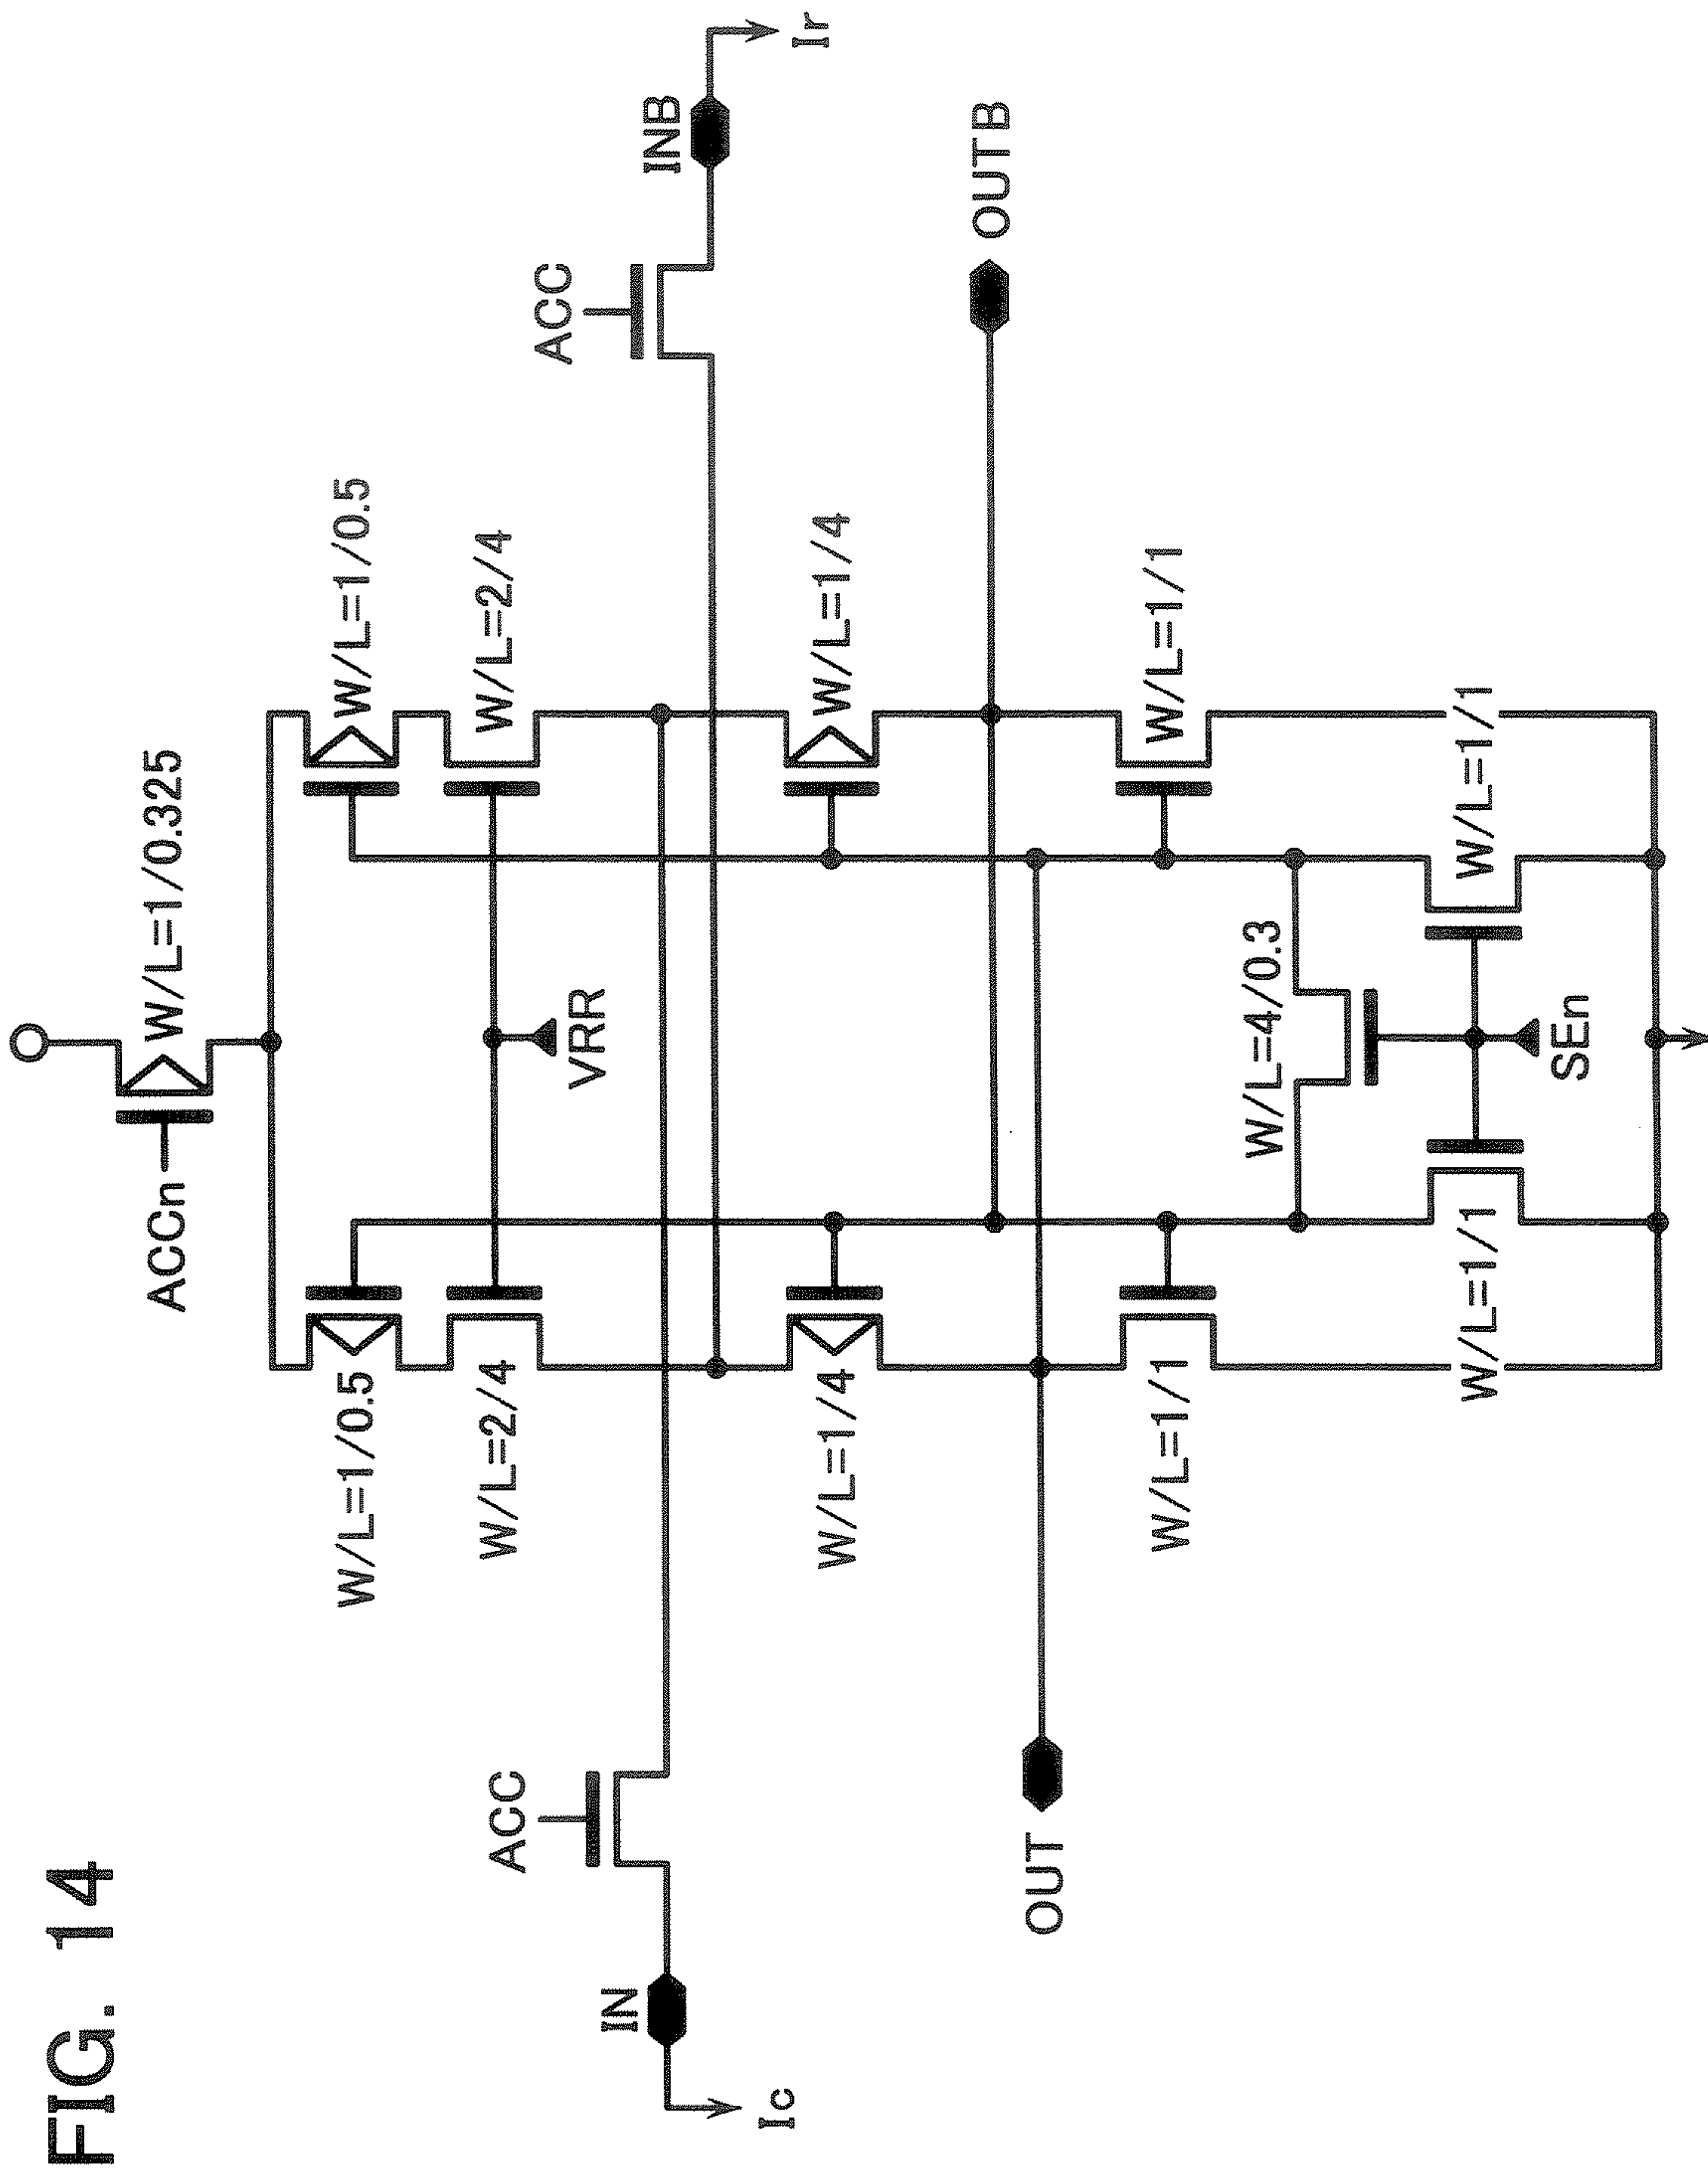 FIG. 14
ACCn
W/L=1/0.325
W/L=1/0.5
W/L=1/0.5
W/L=2/4
VRR
W/L=2/4
ACC
ACC
IN
INB
Ic
Ir
W/L=1/4
W/L=1/4
OUT
OUTB
W/L=1/1
W/L=1/1
W/L=4/0.3
W/L=1/1
SEn
W/L=1/1